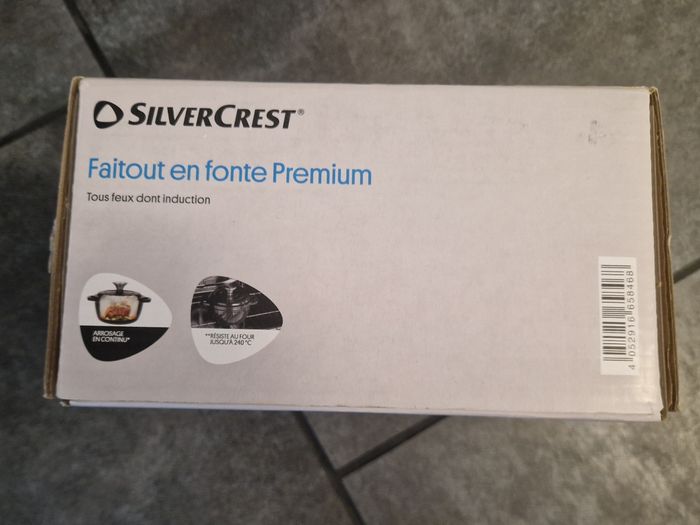 SILVERCREST®
Faitout en fonte Premium
Tous feux dont induction
ARROSAGE
EN CONTINU*
**RÉSISTE AU FOUR
JUSQU'À 240 °C
4 052916 658468